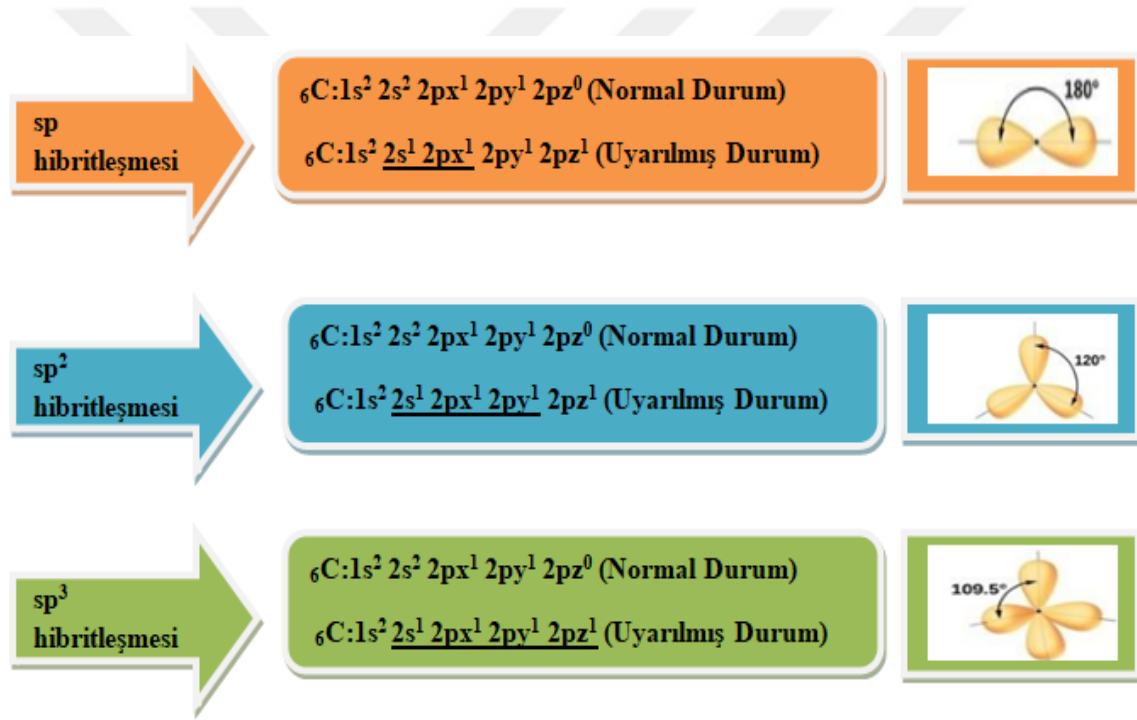 sp
hibritleşmesi
₆C:1s² 2s² 2px¹ 2py¹ 2pz⁰ (Normal Durum)
₆C:1s² 2s¹ 2px¹ 2py¹ 2pz¹ (Uyarılmış Durum)
180°
sp²
hibritleşmesi
₆C:1s² 2s² 2px¹ 2py¹ 2pz⁰ (Normal Durum)
₆C:1s² 2s¹ 2px¹ 2py¹ 2pz¹ (Uyarılmış Durum)
120°
sp³
hibritleşmesi
₆C:1s² 2s² 2px¹ 2py¹ 2pz⁰ (Normal Durum)
₆C:1s² 2s¹ 2px¹ 2py¹ 2pz¹ (Uyarılmış Durum)
109.5°